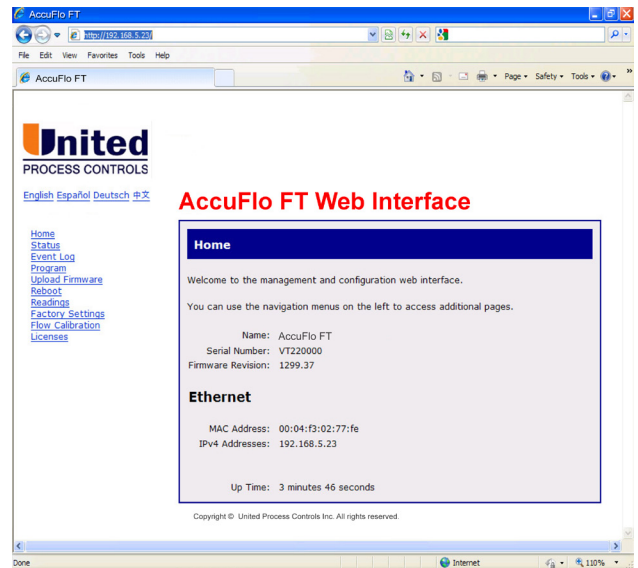 AccuFlo FT
http://192.168.5.23/
File Edit View Favorites Tools Help
AccuFlo FT
Page Safety Tools »
United
PROCESS CONTROLS
English Español Deutsch 中文
AccuFlo FT Web Interface
Home
Status
Event Log
Program
Upload Firmware
Reboot
Readings
Factory Settings
Flow Calibration
Licenses
Home
Welcome to the management and configuration web interface.
You can use the navigation menus on the left to access additional pages.
Name: AccuFlo FT
Serial Number: VT220000
Firmware Revision: 1299.37
Ethernet
MAC Address: 00:04:f3:02:77:fe
IPv4 Addresses: 192.168.5.23
Up Time: 3 minutes 46 seconds
Copyright © United Process Controls Inc. All rights reserved.
Done Internet 110%